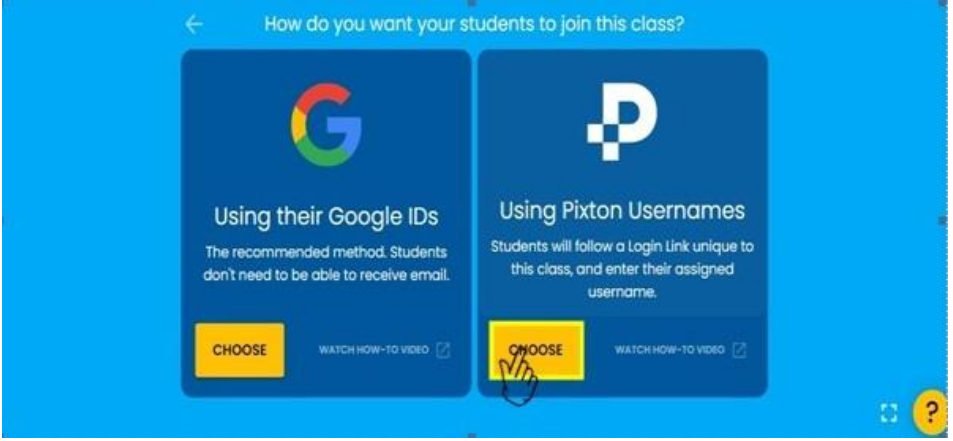 How do you want your students to join this class?
Using their Google IDs
The recommended method. Students
don't need to be able to receive email.
CHOOSE
WATCH HOW-TO VIDEO
Using Pixton Usernames
Students will follow a Login Link unique to
this class, and enter their assigned
username.
CHOOSE
WATCH HOW-TO VIDEO
?